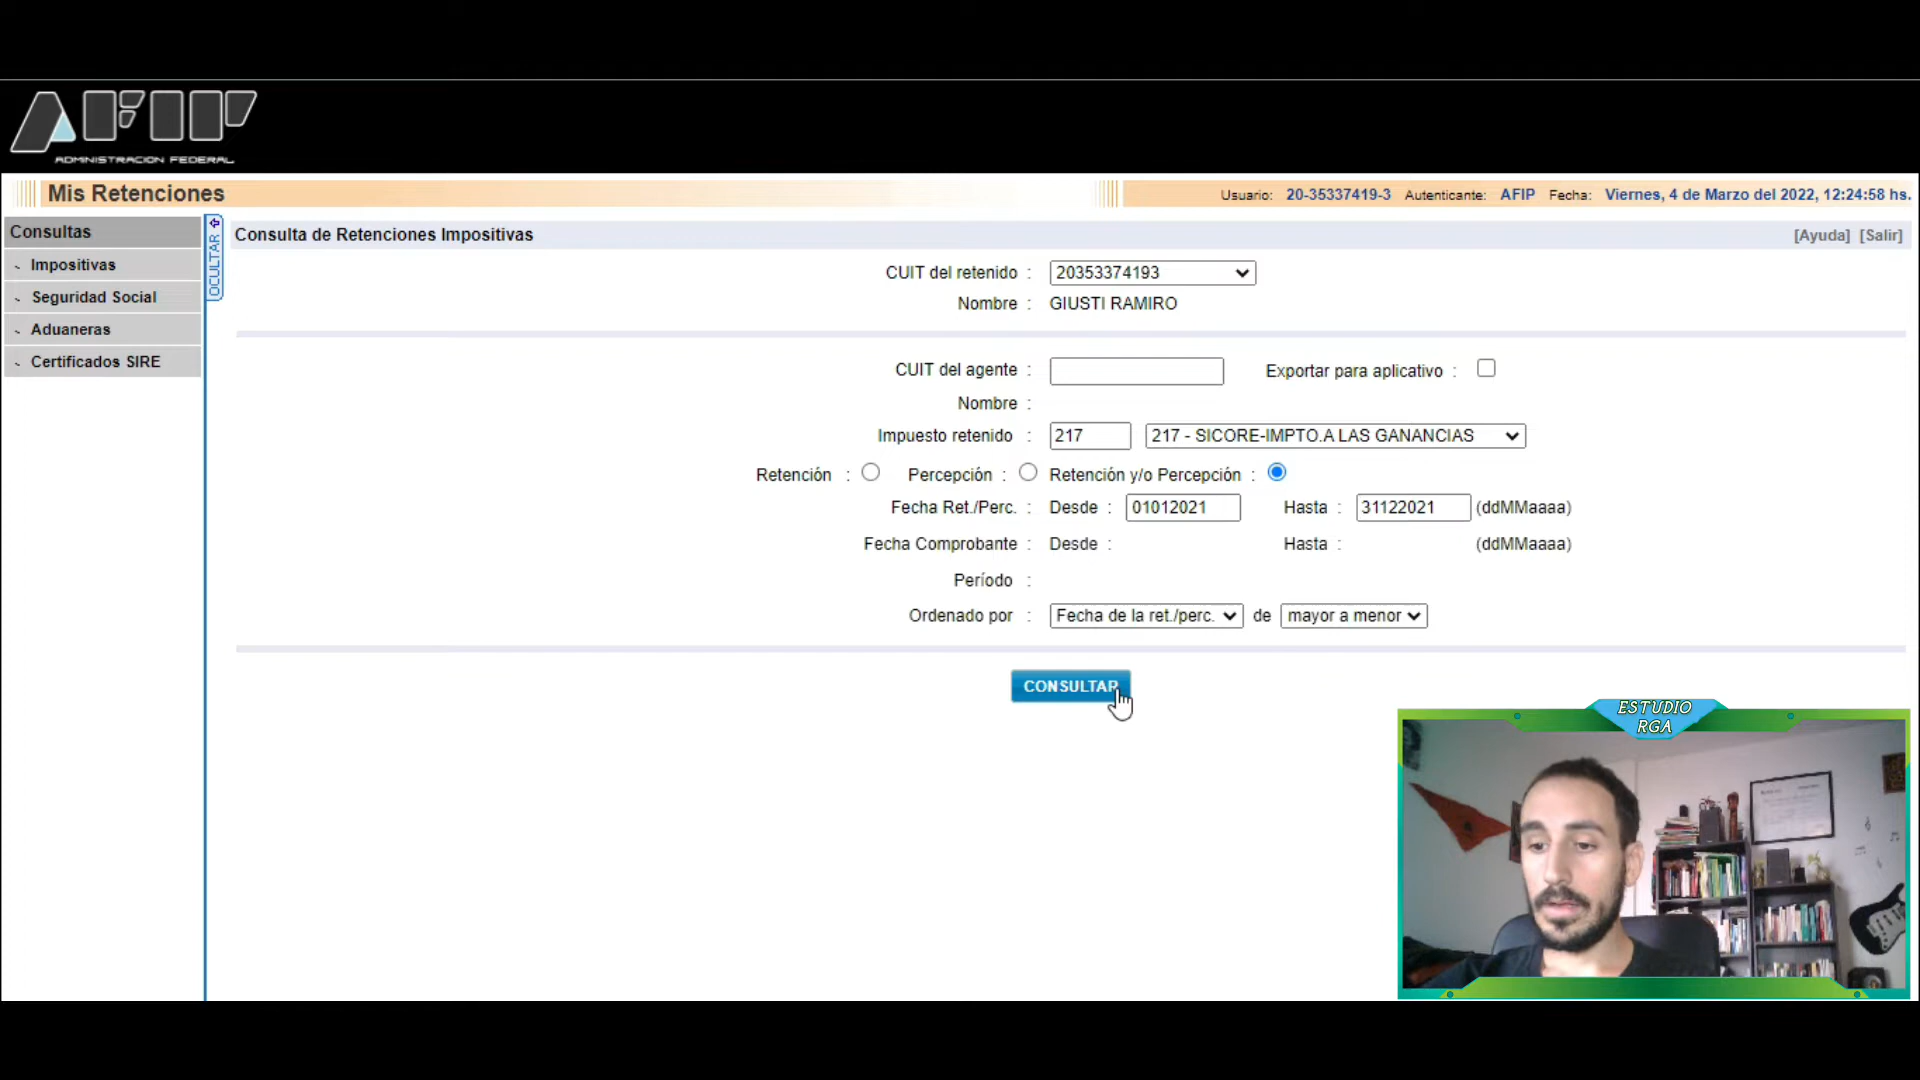 AFIP
ADMINISTRACION FEDERAL
Mis Retenciones
Usuario: 20-35337419-3 Autenticante: AFIP Fecha: Viernes, 4 de Marzo del 2022, 12:24:58 hs.
Consultas
Impositivas
Seguridad Social
Aduaneras
Certificados SIRE
OCULTAR
Consulta de Retenciones Impositivas
[Ayuda] [Salir]
CUIT del retenido : 20353374193
Nombre : GIUSTI RAMIRO
CUIT del agente : Exportar para aplicativo :
Nombre :
Impuesto retenido : 217 217 - SICORE-IMPTO.A LAS GANANCIAS
Retención : Percepción : Retención y/o Percepción :
Fecha Ret./Perc. : Desde : 01012021 Hasta : 31122021 (ddMMaaaa)
Fecha Comprobante : Desde : Hasta : (ddMMaaaa)
Período :
Ordenado por : Fecha de la ret./perc. de mayor a menor
CONSULTAR
ESTUDIO
RGA